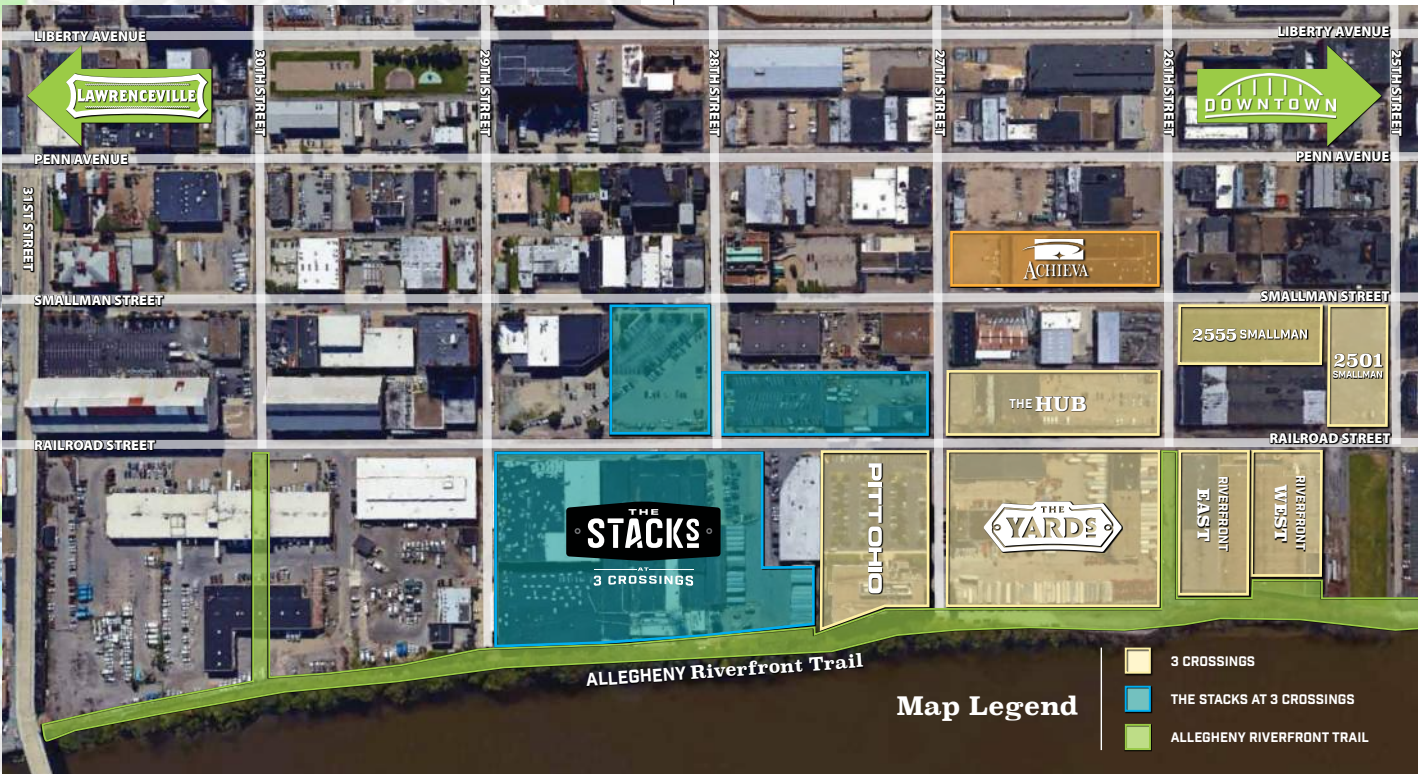 LIBERTY AVENUE
LIBERTY AVENUE
30TH STREET
29TH STREET
28TH STREET
27TH STREET
26TH STREET
25TH STREET
LAWRENCEVILLE
DOWNTOWN
PENN AVENUE
PENN AVENUE
31ST STREET
ACHIEVA
SMALLMAN STREET
SMALLMAN STREET
2555 SMALLMAN
2501
SMALLMAN
THE HUB
RAILROAD STREET
RAILROAD STREET
THE
STACKS
AT
3 CROSSINGS
PITT OHIO
THE
YARDS
RIVERFRONT
EAST
RIVERFRONT
WEST
ALLEGHENY Riverfront Trail
Map Legend
3 CROSSINGS
THE STACKS AT 3 CROSSINGS
ALLEGHENY RIVERFRONT TRAIL